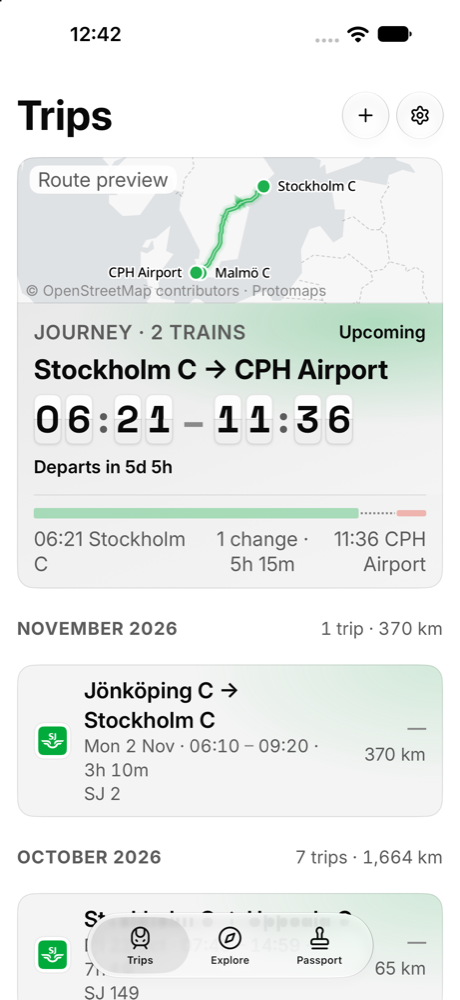 12:42
Trips
Route preview
Stockholm C
CPH Airport
Malmö C
© OpenStreetMap contributors · Protomaps
JOURNEY · 2 TRAINS
Upcoming
Stockholm C → CPH Airport
06:21 – 11:36
Departs in 5d 5h
06:21 Stockholm C
1 change · 5h 15m
11:36 CPH Airport
NOVEMBER 2026
1 trip · 370 km
Jönköping C →
Stockholm C
Mon 2 Nov · 06:10 – 09:20 ·
3h 10m
SJ 2
—
370 km
SJ
OCTOBER 2026
7 trips · 1,664 km
SJ
—
65 km
SJ 149
Trips
Explore
Passport